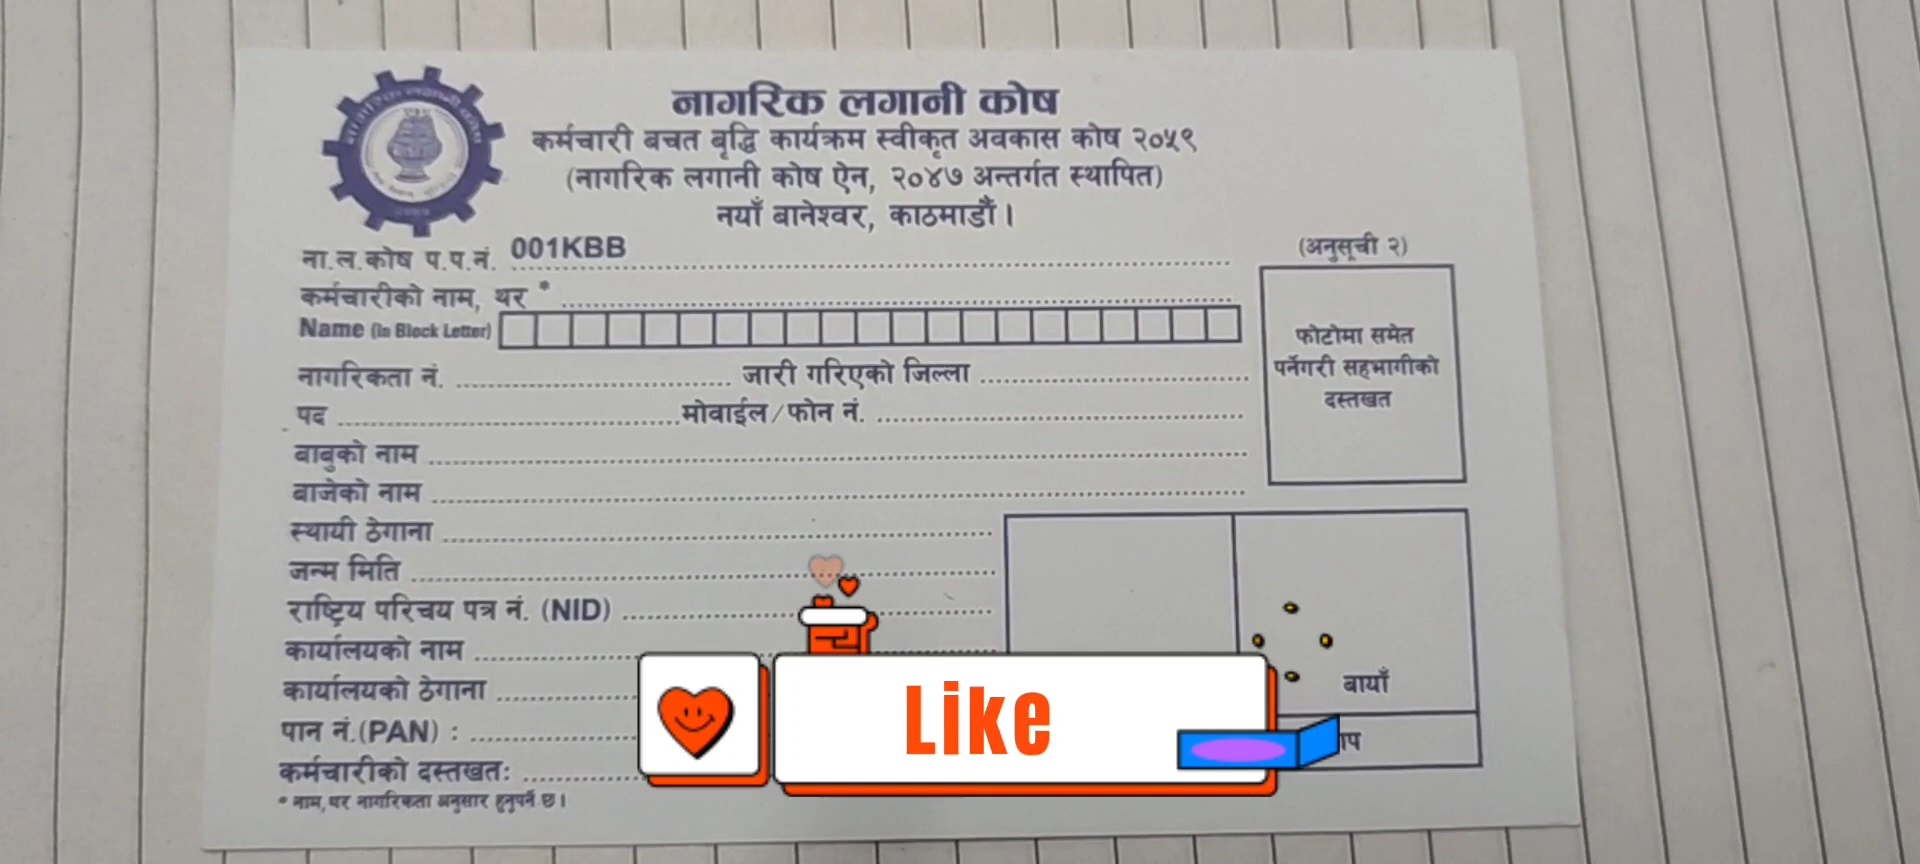 नागरिक लगानी कोष
कर्मचारी बचत बृद्धि कार्यक्रम स्वीकृत अवकास कोष २०५९
(नागरिक लगानी कोष ऐन, २०४७ अन्तर्गत स्थापित)
नयाँ बानेश्वर, काठमाडौं ।
ना.ल.कोष प.प.नं. 001KBB
(अनुसूची २)
कर्मचारीको नाम, थर *
Name (In Block Letter)
फोटोमा समेत
पर्नेगरी सहभागीको
दस्तखत
नागरिकता नं. जारी गरिएको जिल्ला
पद मोवाईल/फोन नं.
बाबुको नाम
बाजेको नाम
स्थायी ठेगाना
जन्म मिति
राष्ट्रिय परिचय पत्र नं. (NID)
कार्यालयको नाम
कार्यालयको ठेगाना
बायाँ
पान नं.(PAN) :
Like
कर्मचारीको दस्तखत:
* नाम, थर नागरिकता अनुसार हुनुपर्ने छ ।